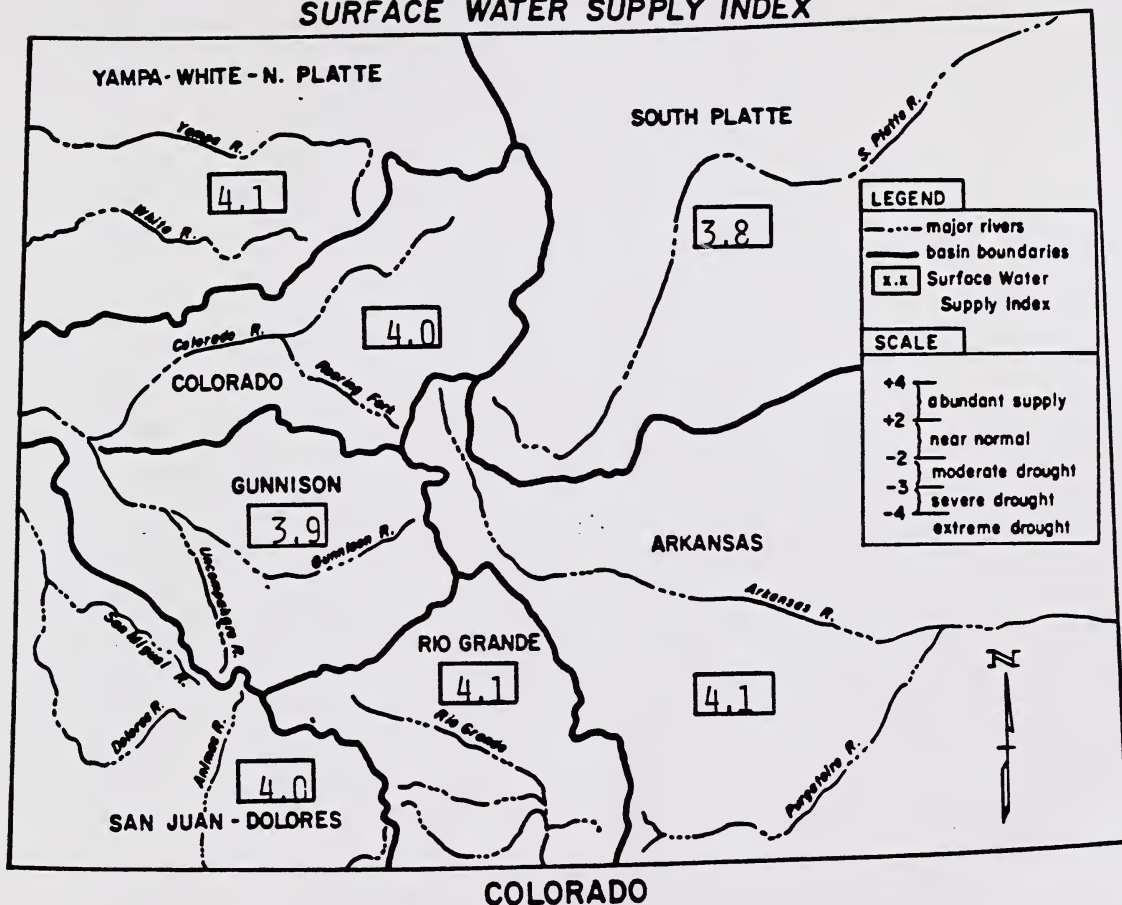 SURFACE WATER SUPPLY INDEX
YAMPA-WHITE-N. PLATTE
SOUTH PLATTE
Yampa R.
S. Platte R.
4.1
White R.
3.8
LEGEND
major rivers
basin boundaries
x.x Surface Water
Supply Index
4.0
Colorado R.
Roaring Fork
COLORADO
SCALE
+4
abundant supply
+2
near normal
-2
moderate drought
-3
severe drought
-4
extreme drought
GUNNISON
3.9
Gunnison R.
Uncompahgre R.
ARKANSAS
Arkansas R.
San Miguel R.
RIO GRANDE
4.1
4.1
N
Dolores R.
Animas R.
Rio Grande
Purgatoire R.
4.0
SAN JUAN - DOLORES
COLORADO